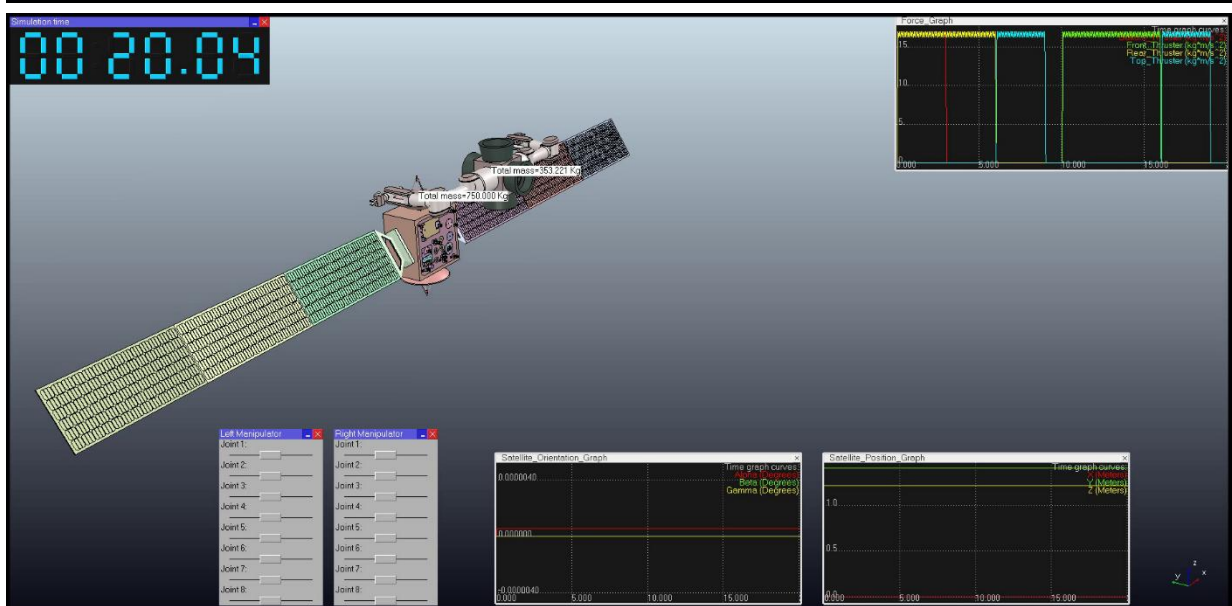 Simulation time
00 20.04
Force_Graph
Time graph curves:
Front_Thruster (kg*m/s^2)
Rear_Thruster (kg*m/s^2)
Top_Thruster (kg*m/s^2)
15.
10.
5.
0.000
5.000
10.000
15.000
Total mass=353.221 Kg
Total mass=750.000 Kg
Left Manipulator
Joint 1:
Joint 2:
Joint 3:
Joint 4:
Joint 5:
Joint 6:
Joint 7:
Joint 8:
Right Manipulator
Joint 1:
Joint 2:
Joint 3:
Joint 4:
Joint 5:
Joint 6:
Joint 7:
Joint 8:
Satellite_Orientation_Graph
Time graph curves:
Alpha (Degrees)
Beta (Degrees)
Gamma (Degrees)
0.0000040
0.000000
-0.0000040
0.000
5.000
10.000
15.000
Satellite_Position_Graph
Time graph curves:
X (Meters)
Y (Meters)
Z (Meters)
1.0
0.5
0.0
0.000
5.000
10.000
15.000
z
y
x